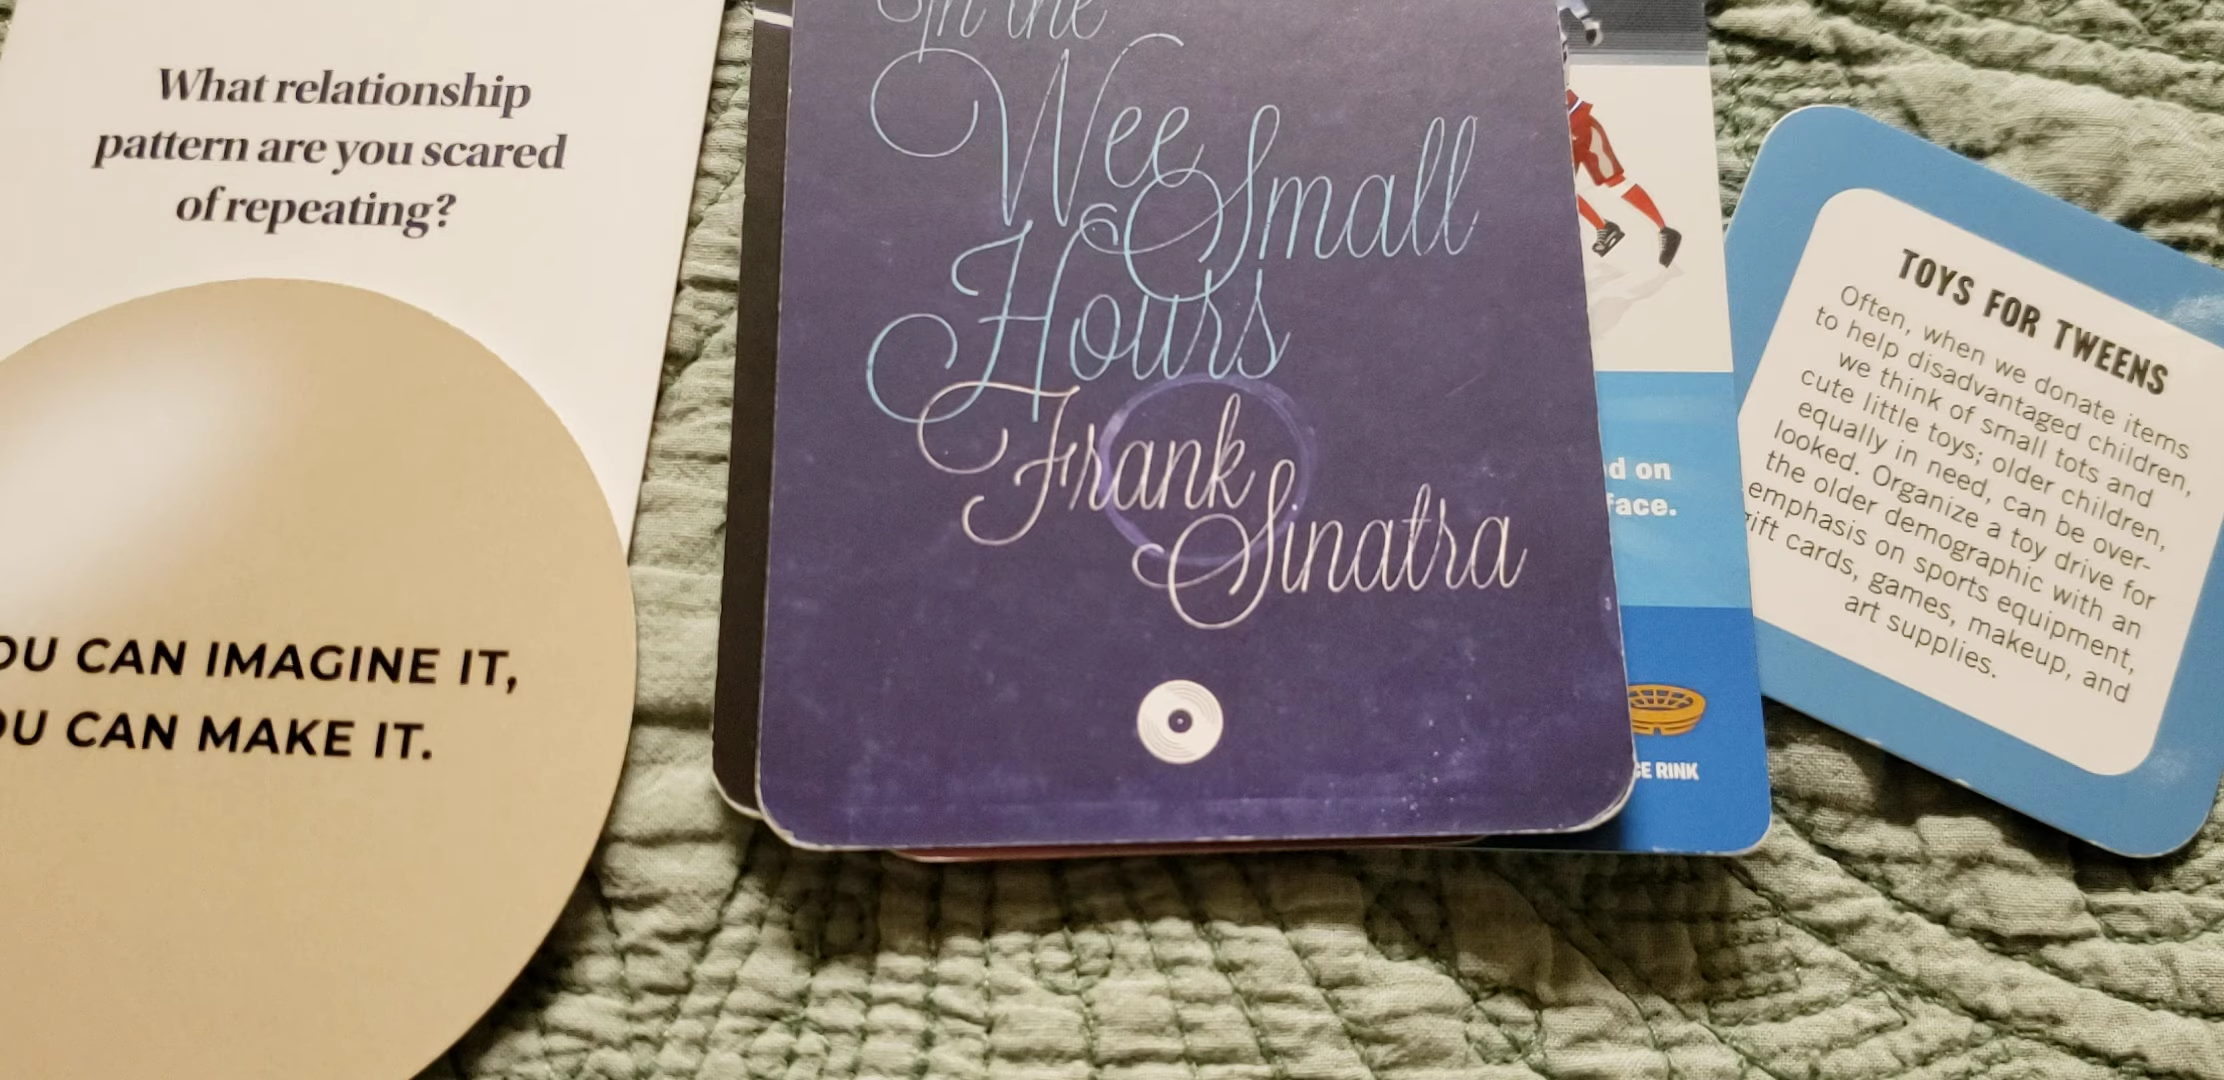 What relationship
pattern are you scared
of repeating?
OU CAN IMAGINE IT,
OU CAN MAKE IT.
In the
Wee Small
Hours
Frank
Sinatra
d on
face.
CE RINK
TOYS FOR TWEENS
Often, when we donate items
to help disadvantaged children,
we think of small tots and
cute little toys; older children,
equally in need, can be over-
looked. Organize a toy drive for
the older demographic with an
emphasis on sports equipment,
gift cards, games, makeup, and
art supplies.